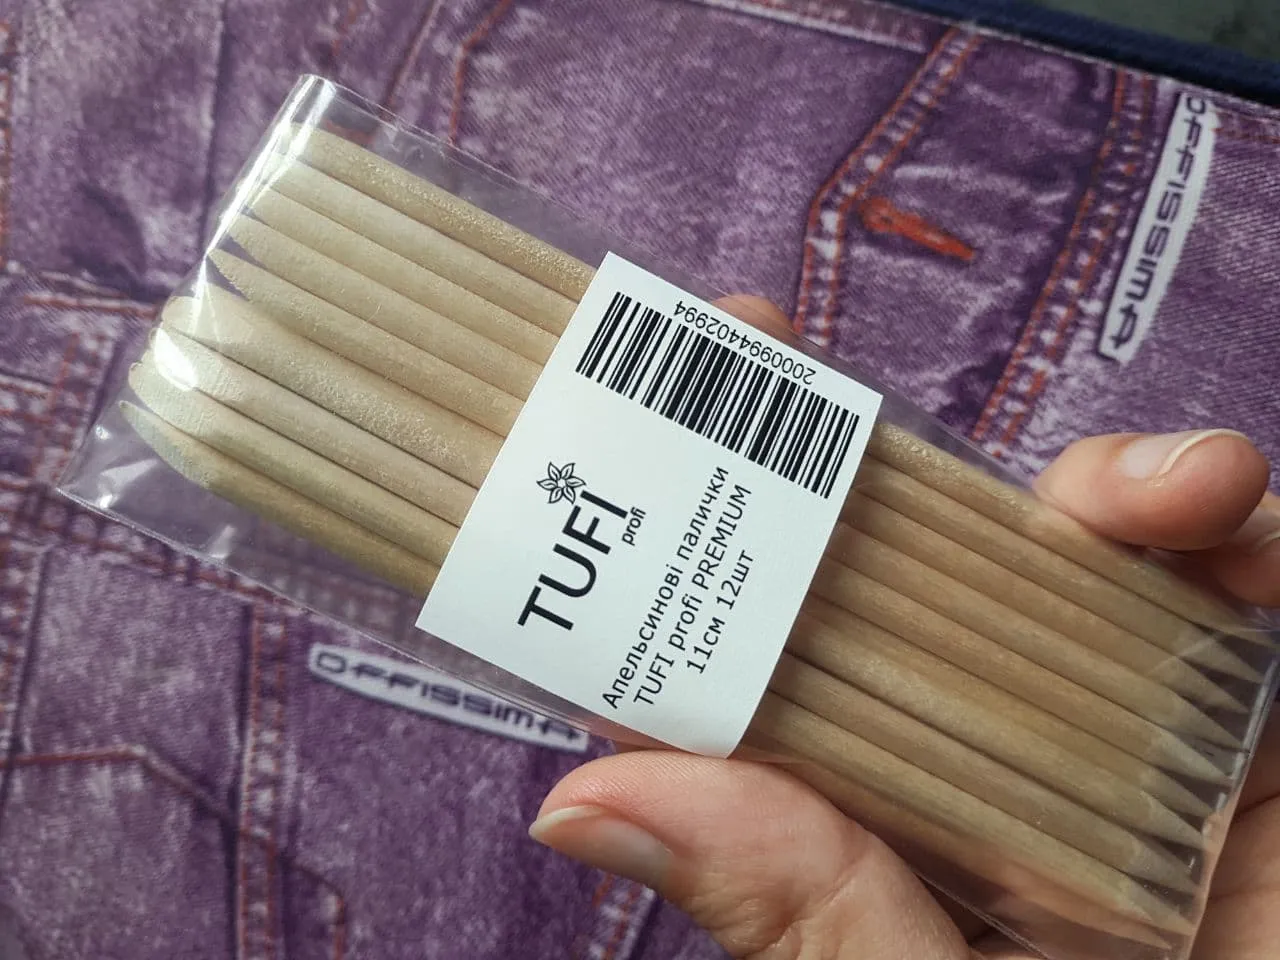 2000994402994
TUFI
profi
Апельсинові палички
TUFI profi PREMIUM
11см 12шт
OFFISSIMA
OFFISSIMA